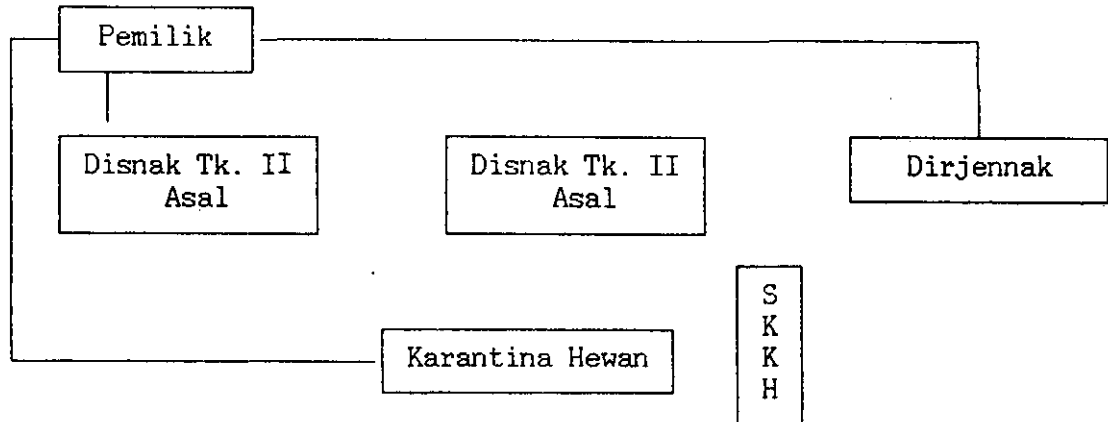 Pemilik
Disnak Tk. II
Asal
Disnak Tk. II
Asal
Dirjennak
Karantina Hewan
S
K
K
H